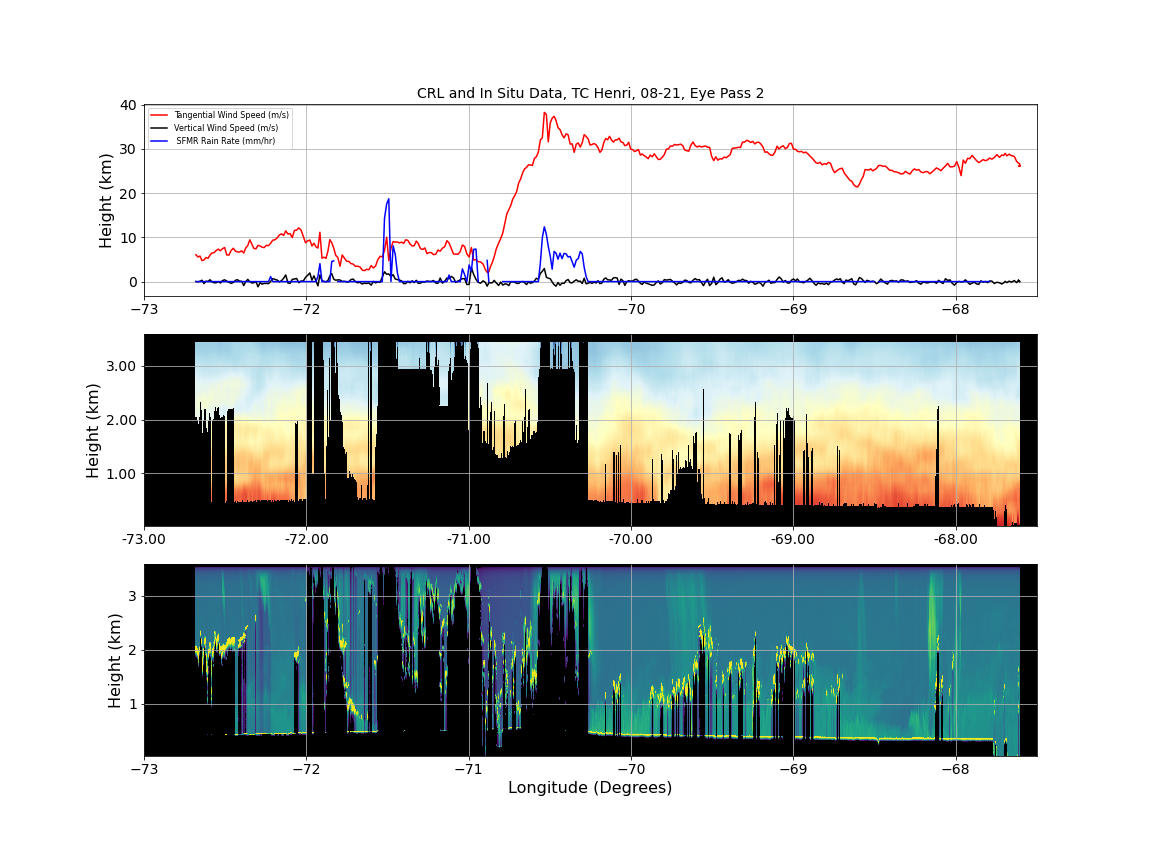 CRL and In Situ Data, TC Henri, 08-21, Eye Pass 2
Tangential Wind Speed (m/s)
Vertical Wind Speed (m/s)
SFMR Rain Rate (mm/hr)
Height (km)
40
30
20
10
0
−73 −72 −71 −70 −69 −68
Height (km)
3.00
2.00
1.00
-73.00 -72.00 -71.00 -70.00 -69.00 -68.00
Height (km)
3
2
1
−73 −72 −71 −70 −69 −68
Longitude (Degrees)